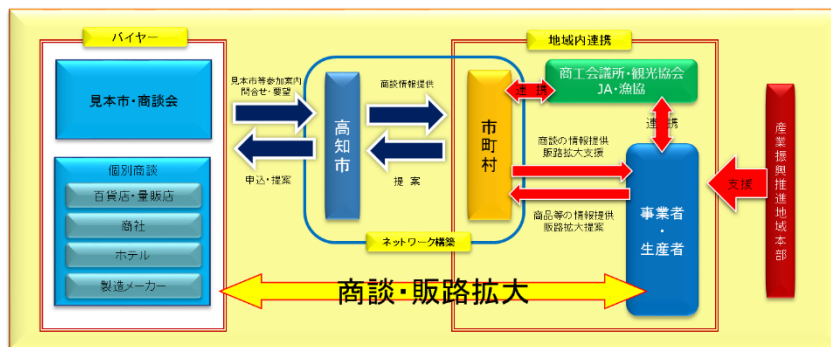 バイヤー
見本市・商談会
個別商談
百貨店・量販店
商社
ホテル
製造メーカー
見本市等参加案内
問合せ・要望
申込・提案
高知市
商談情報提供
提 案
ネットワーク構築
地域内連携
市町村
連 携
商工会議所・観光協会
JA・漁協
連 携
商談の情報提供
販路拡大支援
商品等の情報提供
販路拡大提案
事業者
・
生産者
支援
産業振興推進地域本部
商談・販路拡大